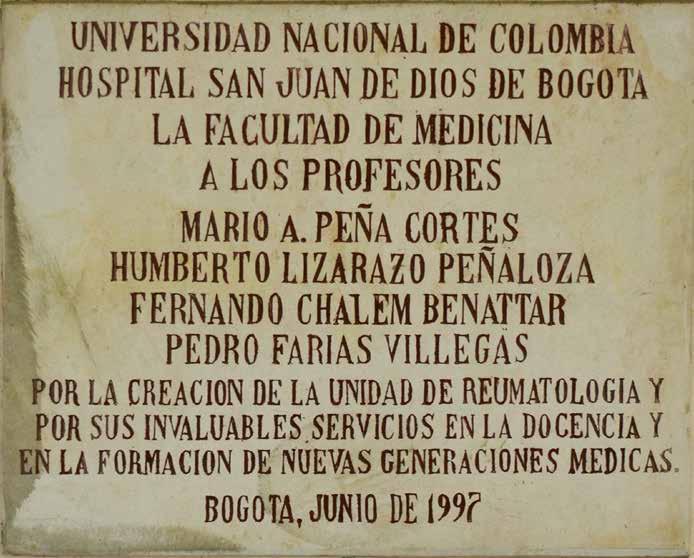 UNIVERSIDAD NACIONAL DE COLOMBIA
HOSPITAL SAN JUAN DE DIOS DE BOGOTA
LA FACULTAD DE MEDICINA
A LOS PROFESORES
MARIO A. PEÑA CORTES
HUMBERTO LIZARAZO PEÑALOZA
FERNANDO CHALEM BENATTAR
PEDRO FARIAS VILLEGAS
POR LA CREACION DE LA UNIDAD DE REUMATOLOGIA Y
POR SUS INVALUABLES SERVICIOS EN LA DOCENCIA Y
EN LA FORMACION DE NUEVAS GENERACIONES MEDICAS.
BOGOTA, JUNIO DE 1997